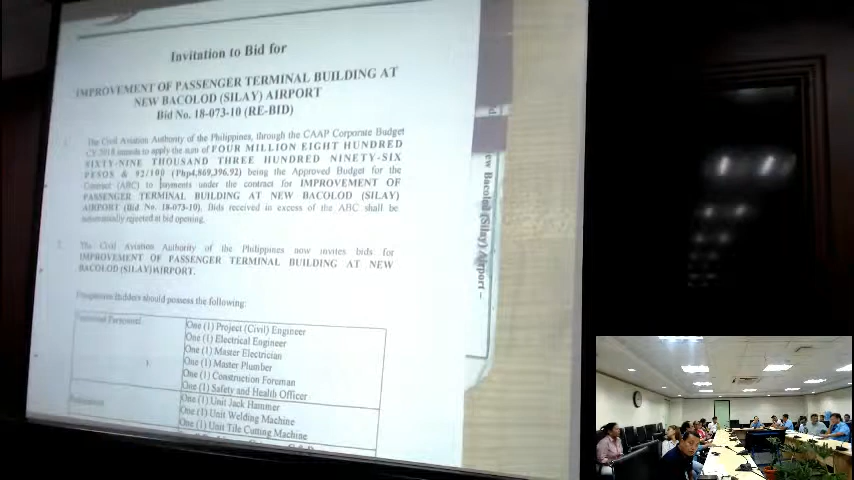 Invitation to Bid for
IMPROVEMENT OF PASSENGER TERMINAL BUILDING AT
NEW BACOLOD (SILAY) AIRPORT
Bid No. 18-073-10 (RE-BID)
The Civil Aviation Authority of the Philippines, through the CAAP Corporate Budget
CY 2018 intends to apply the sum of FOUR MILLION EIGHT HUNDRED
SIXTY-NINE THOUSAND THREE HUNDRED NINETY-SIX
PESOS & 92/100 (Php4,869,396.92) being the Approved Budget for the
Contract (ABC) to payments under the contract for IMPROVEMENT OF
PASSENGER TERMINAL BUILDING AT NEW BACOLOD (SILAY)
AIRPORT (Bid No. 18-073-10). Bids received in excess of the ABC shall be
automatically rejected at bid opening.
The Civil Aviation Authority of the Philippines now invites bids for
IMPROVEMENT OF PASSENGER TERMINAL BUILDING AT NEW
BACOLOD (SILAY) AIRPORT.
Prospective Bidders should possess the following:
Technical Personnel
One (1) Project (Civil) Engineer
One (1) Electrical Engineer
One (1) Master Electrician
One (1) Master Plumber
One (1) Construction Foreman
One (1) Safety and Health Officer
One (1) Unit Jack Hammer
One (1) Unit Welding Machine
One (1) Unit Tile Cutting Machine
ew Bacolod (Silay) Airport –